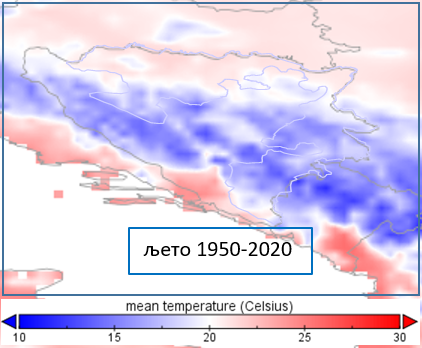 љето 1950-2020
mean temperature (Celsius)
10 15 20 25 30